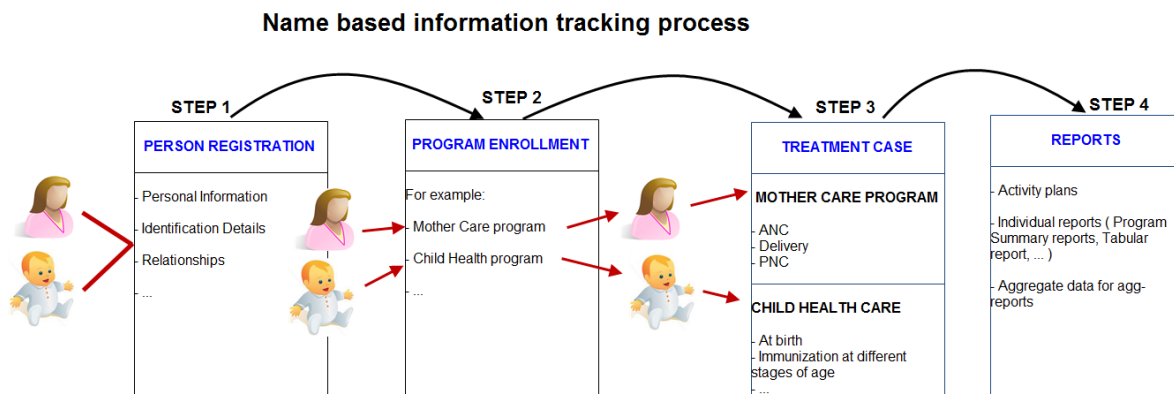 Name based information tracking process
STEP 1
PERSON REGISTRATION
- Personal Information
- Identification Details
- Relationships
- ...
STEP 2
PROGRAM ENROLLMENT
For example:
- Mother Care program
- Child Health program
- ...
STEP 3
TREATMENT CASE
MOTHER CARE PROGRAM
- ANC
- Delivery
- PNC
CHILD HEALTH CARE
- At birth
- Immunization at different
stages of age
- ...
STEP 4
REPORTS
- Activity plans
- Individual reports ( Program
Summary reports, Tabular
report, ... )
- Aggregate data for agg-
reports